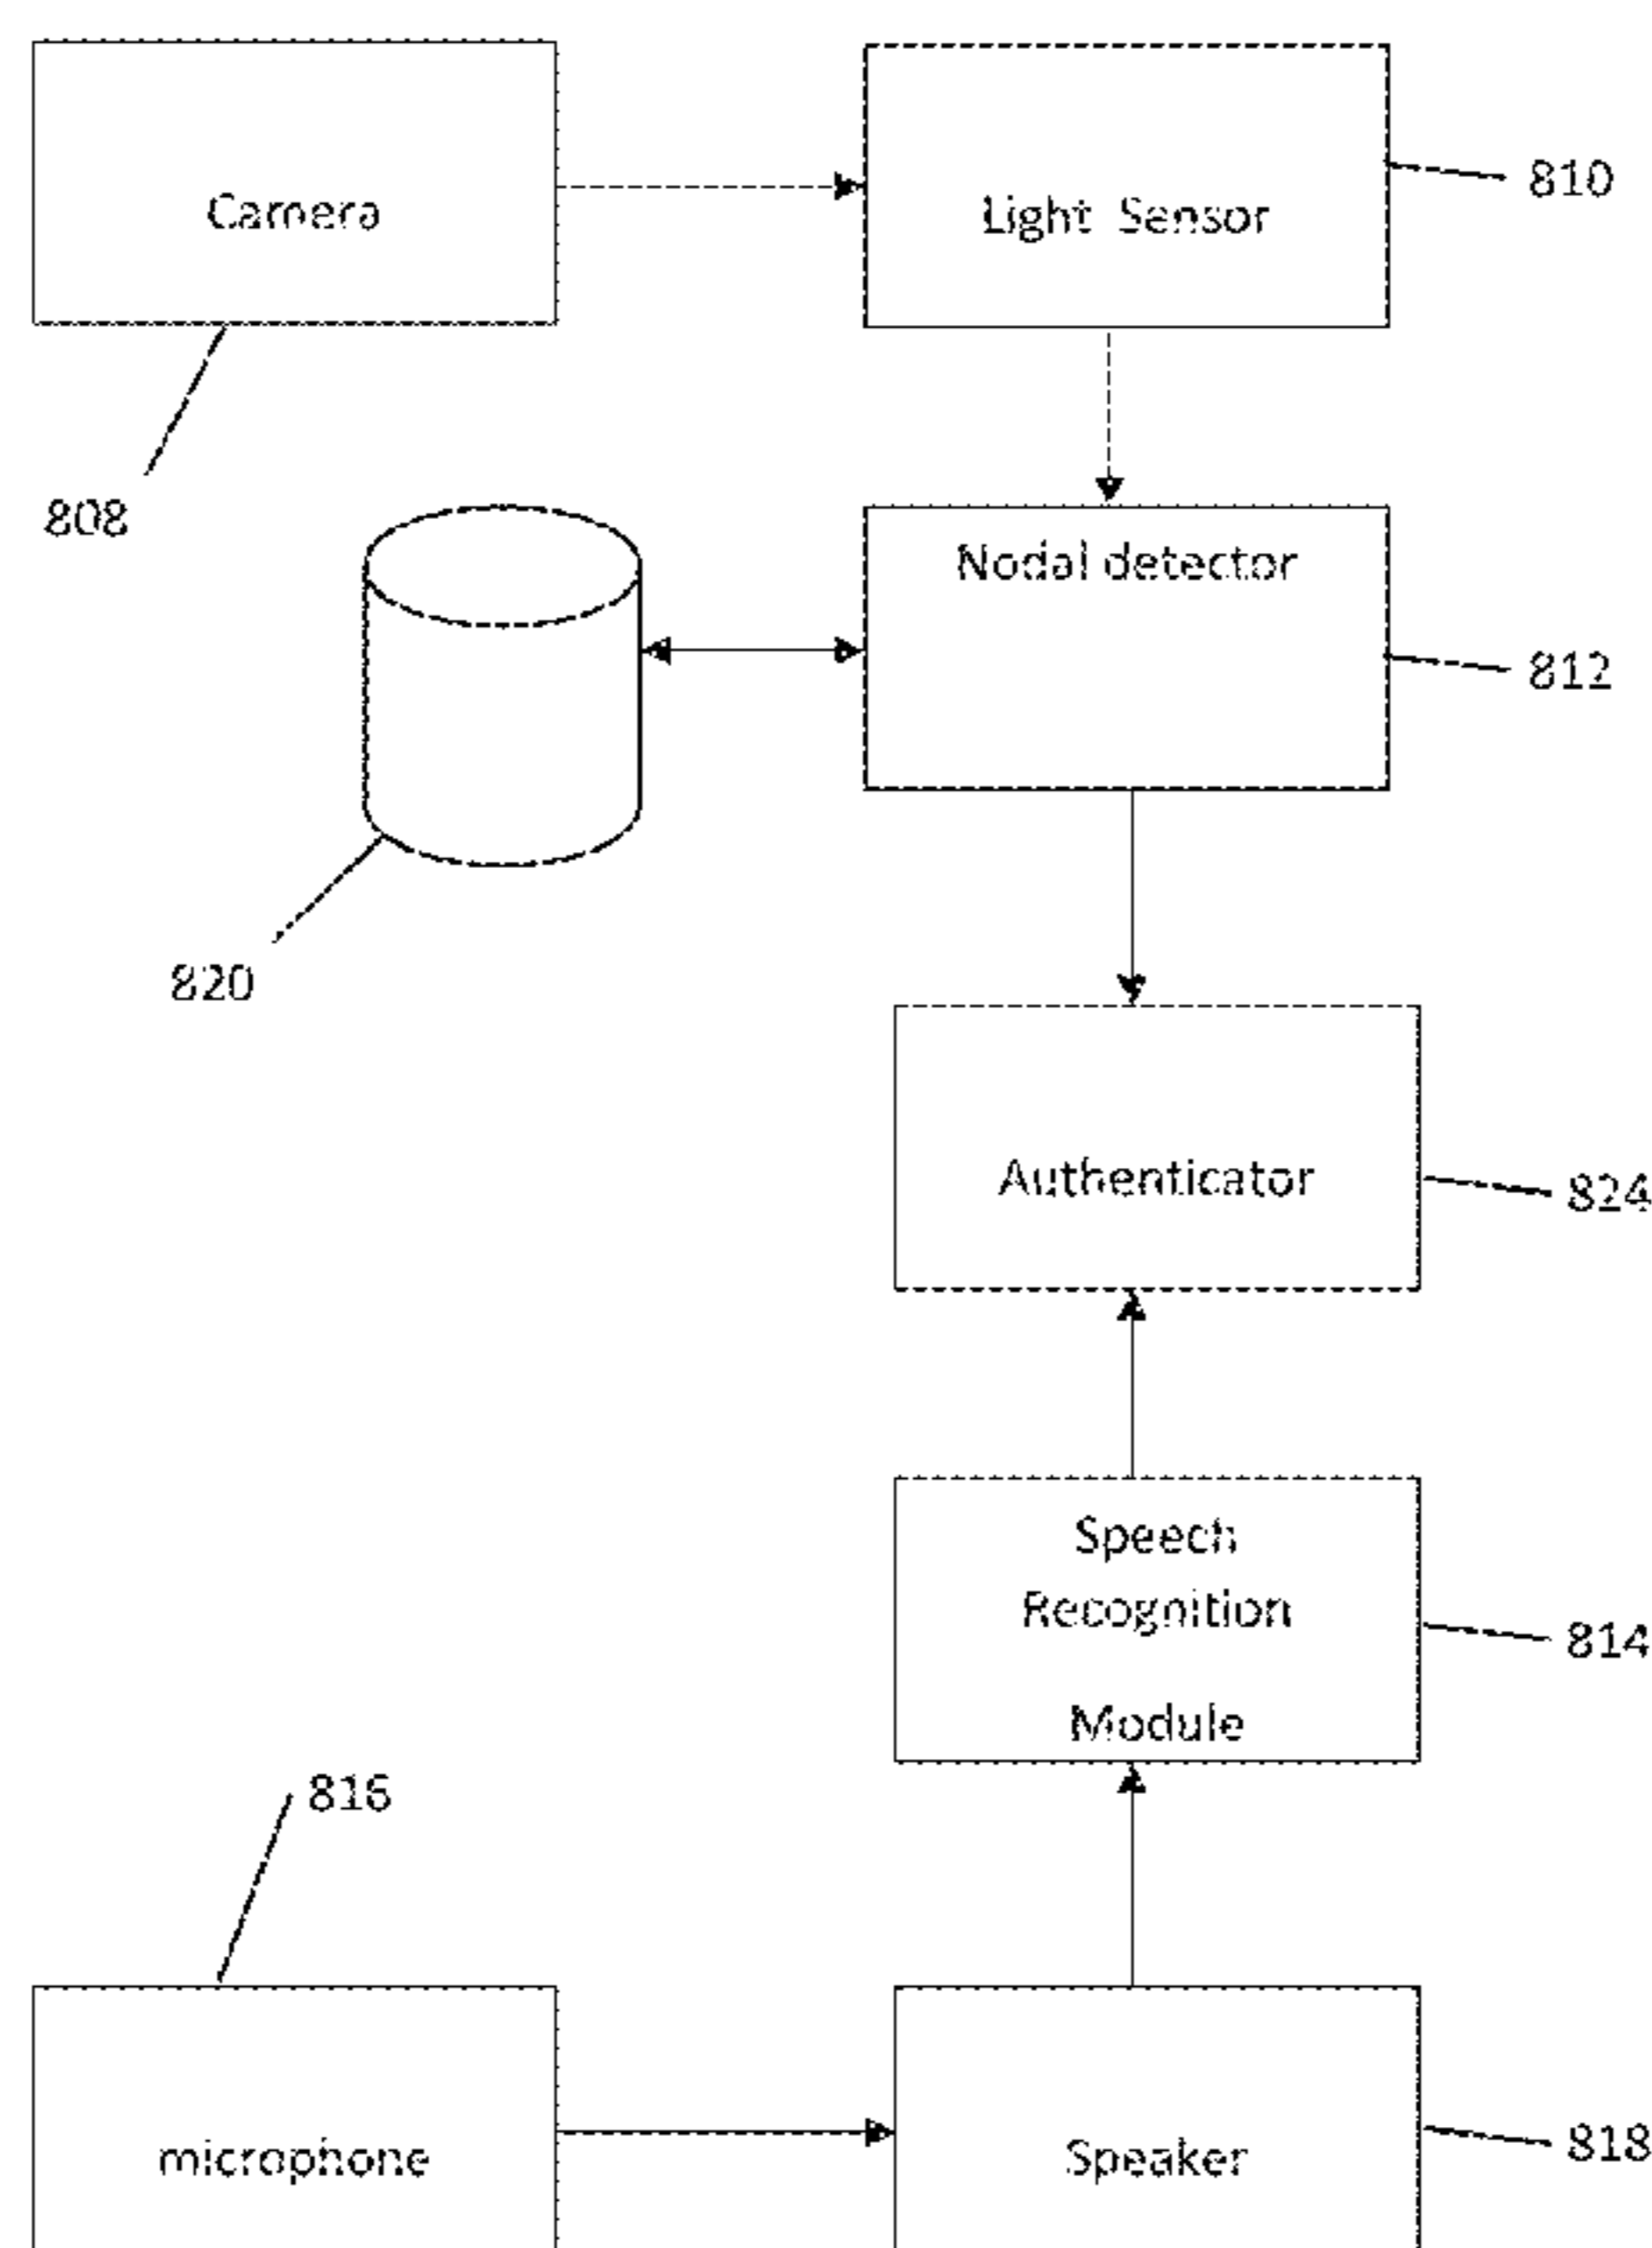 Camera
Light Sensor
810
808
Nodal detector
812
820
Authenticator
824
Speech
Recognition
Module
814
816
microphone
Speaker
818